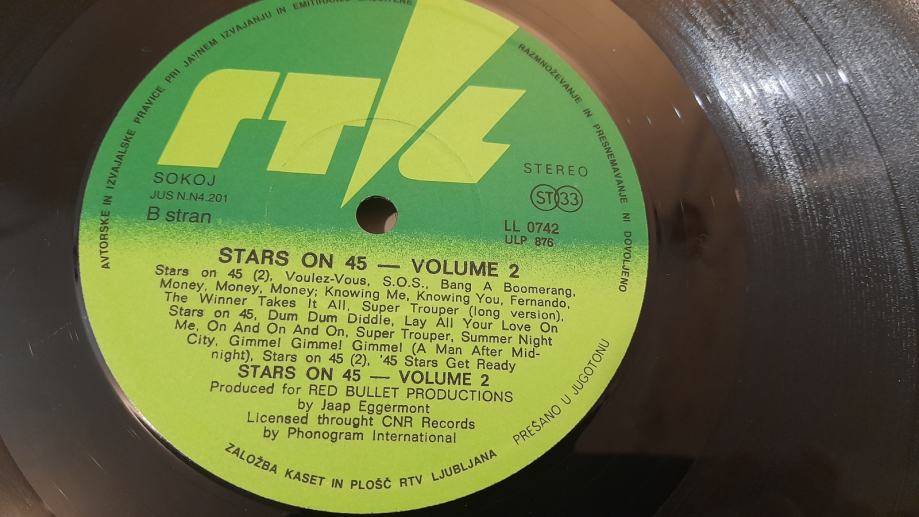 AVTORSKE IN IZVAJALSKE PRAVICE PRI JAVNEM IZVAJANJU IN EMITIRANJU
RAZMNOŽEVANJE IN PRESNEMAVANJE NI DOVOLJENO
rtl
SOKOJ
JUS N.N4.201
B stran
STEREO
ST 33
LL 0742
ULP 876
STARS ON 45 — VOLUME 2
Stars on 45 (2), Voulez-Vous, S.O.S., Bang A Boomerang,
Money, Money, Money; Knowing Me, Knowing You, Fernando,
The Winner Takes It All, Super Trouper (long version),
Stars on 45, Dum Dum Diddle, Lay All Your Love On
Me, On And On And On, Super Trouper, Summer Night
City, Gimme! Gimme! Gimme! (A Man After Mid-
night), Stars on 45 (2), '45 Stars Get Ready
STARS ON 45 — VOLUME 2
Produced for RED BULLET PRODUCTIONS
by Jaap Eggermont
Licensed throught CNR Records
by Phonogram International
ZALOŽBA KASET IN PLOŠČ RTV LJUBLJANA
PREŠANO U JUGOTONU